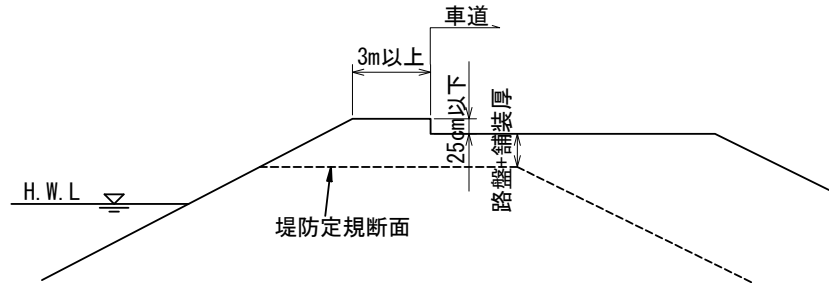 車道
3m以上
25cm以下
路盤+舗装厚
H.W.L
堤防定規断面